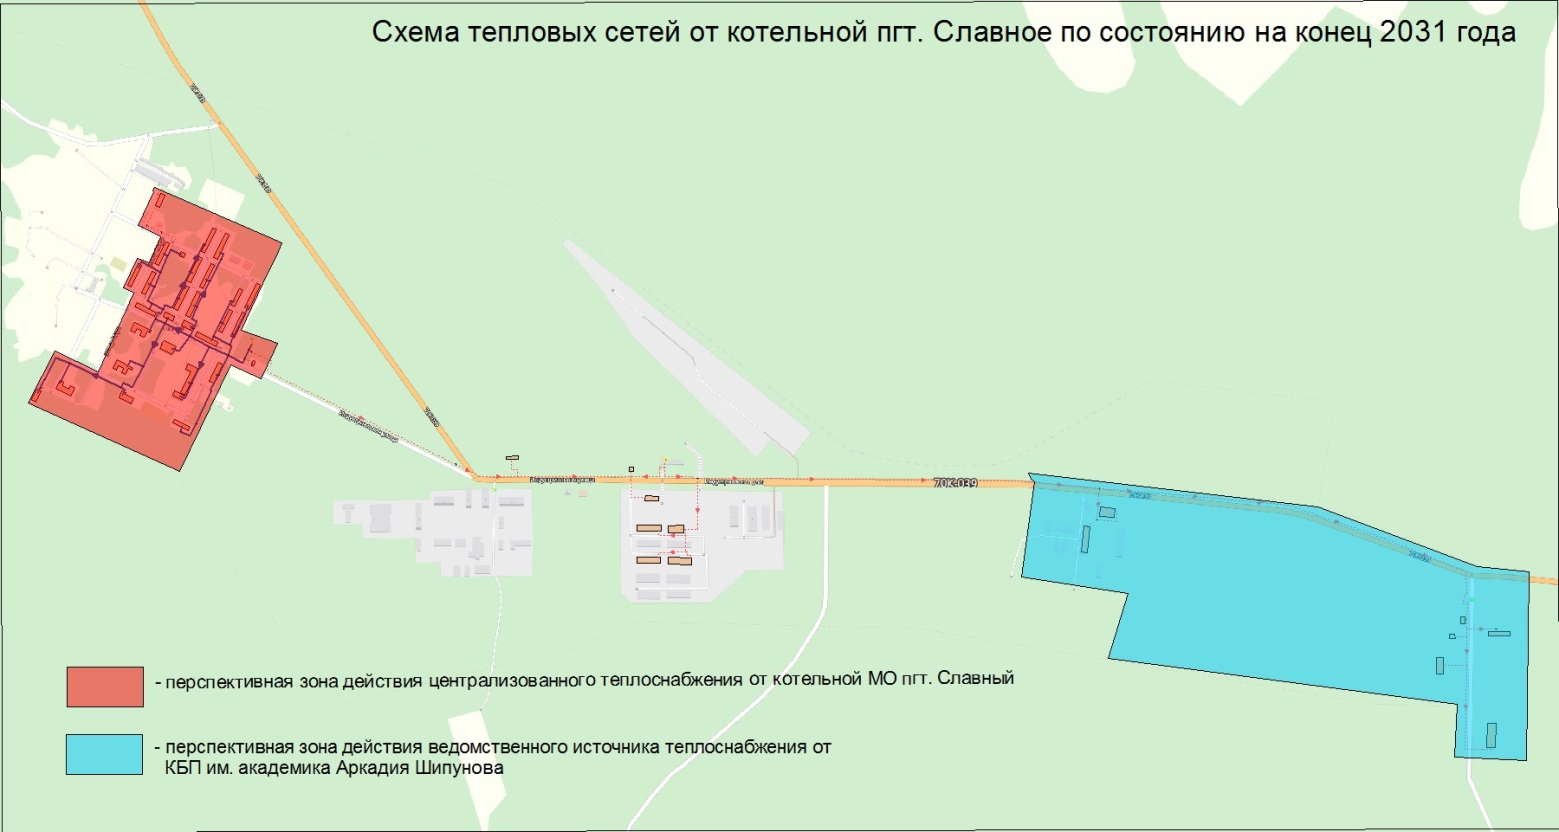 Схема тепловых сетей от котельной пгт. Славное по состоянию на конец 2031 года
70К-039
- перспективная зона действия централизованного теплоснабжения от котельной МО пгт. Славный
- перспективная зона действия ведомственного источника теплоснабжения от
КБП им. академика Аркадия Шипунова